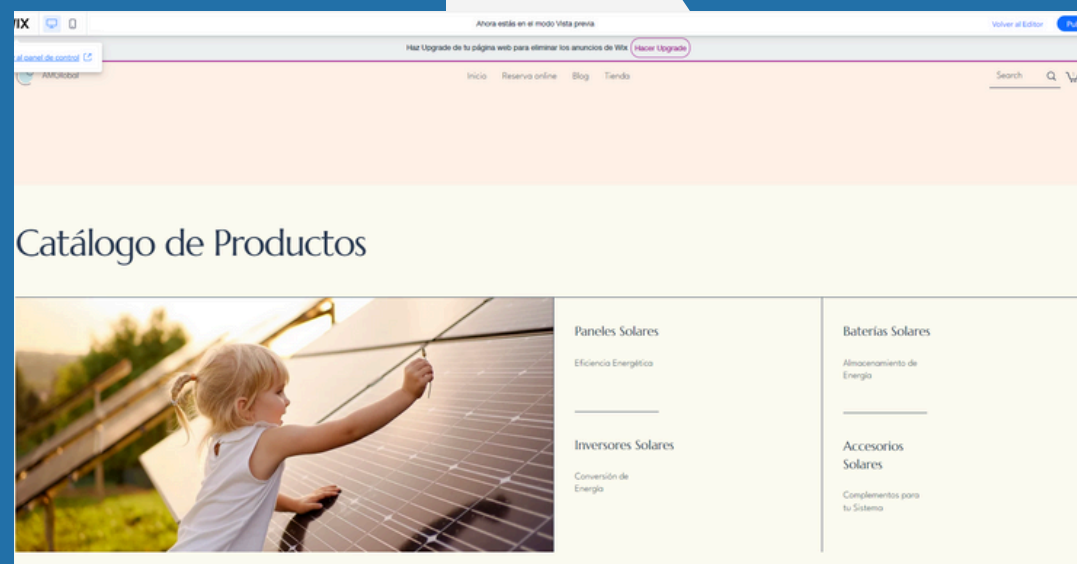 WIX
Ahora estás en el modo Vista previa.
Volver al Editor
al panel de control
Haz Upgrade de tu página web para eliminar los anuncios de Wix
Hacer Upgrade
AMGlobal
Inicio Reserva online Blog Tienda
Search
Catálogo de Productos
Paneles Solares
Eficiencia Energética
Inversores Solares
Conversión de
Energía
Baterías Solares
Almacenamiento de
Energía
Accesorios
Solares
Complementos para
tu Sistema